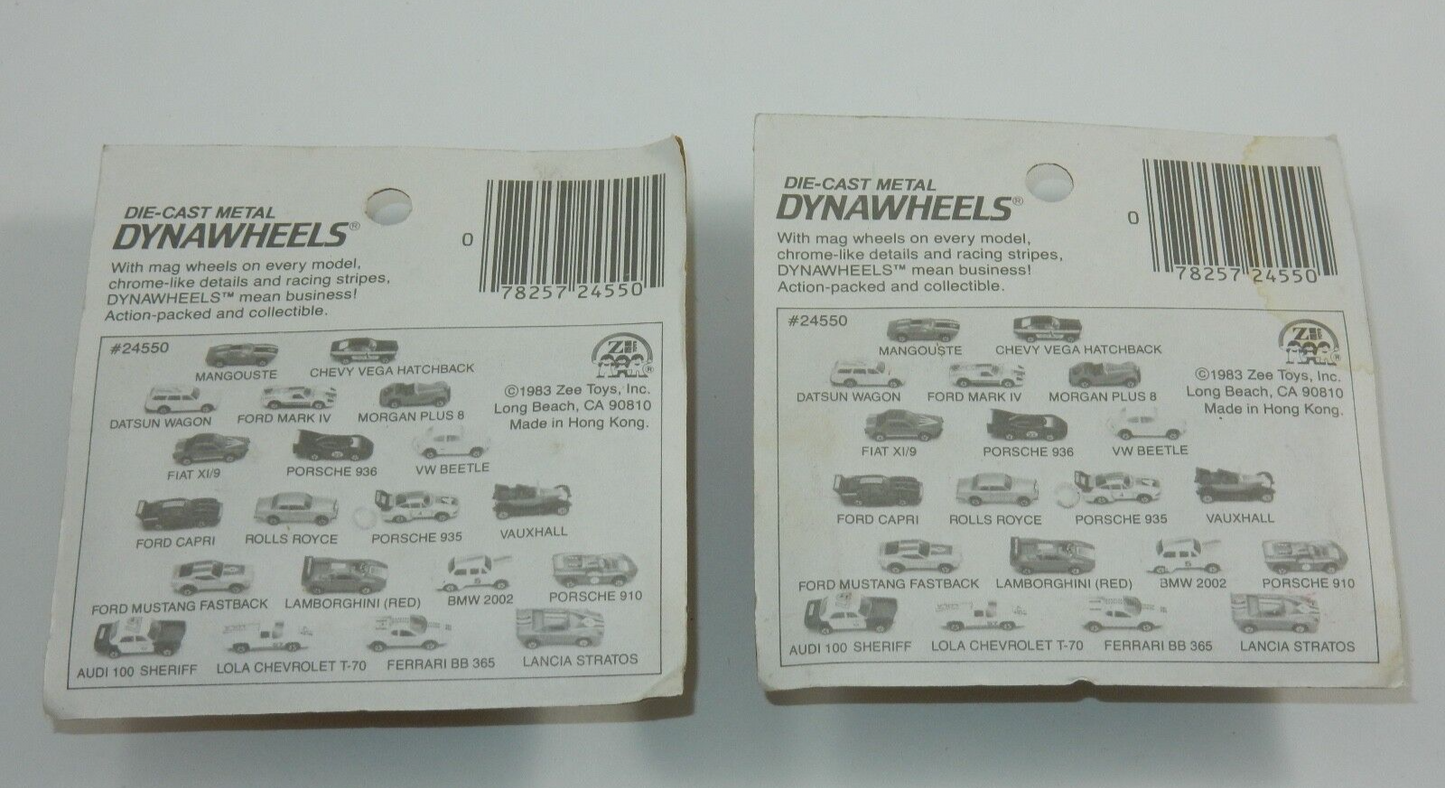 DIE-CAST METAL
DYNAWHEELS®
With mag wheels on every model,
chrome-like details and racing stripes,
DYNAWHEELS™ mean business!
Action-packed and collectible.
0 78257 24550
#24550
ZEE
®
MANGOUSTE CHEVY VEGA HATCHBACK
©1983 Zee Toys, Inc.
Long Beach, CA 90810
Made in Hong Kong.
DATSUN WAGON FORD MARK IV MORGAN PLUS 8
FIAT XI/9 PORSCHE 936 VW BEETLE
FORD CAPRI ROLLS ROYCE PORSCHE 935 VAUXHALL
FORD MUSTANG FASTBACK LAMBORGHINI (RED) BMW 2002 PORSCHE 910
AUDI 100 SHERIFF LOLA CHEVROLET T-70 FERRARI BB 365 LANCIA STRATOS
DIE-CAST METAL
DYNAWHEELS®
With mag wheels on every model,
chrome-like details and racing stripes,
DYNAWHEELS™ mean business!
Action-packed and collectible.
0 78257 24550
#24550
ZEE
®
MANGOUSTE CHEVY VEGA HATCHBACK
©1983 Zee Toys, Inc.
Long Beach, CA 90810
Made in Hong Kong.
DATSUN WAGON FORD MARK IV MORGAN PLUS 8
FIAT XI/9 PORSCHE 936 VW BEETLE
FORD CAPRI ROLLS ROYCE PORSCHE 935 VAUXHALL
FORD MUSTANG FASTBACK LAMBORGHINI (RED) BMW 2002 PORSCHE 910
AUDI 100 SHERIFF LOLA CHEVROLET T-70 FERRARI BB 365 LANCIA STRATOS